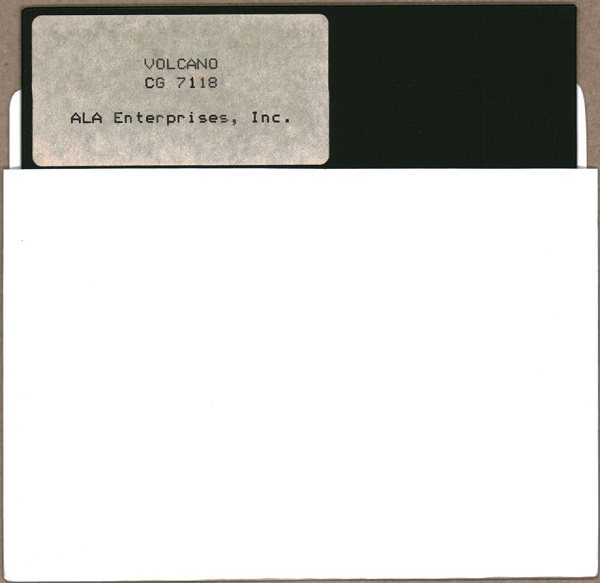 VOLCANO
CG 7118
ALA Enterprises, Inc.